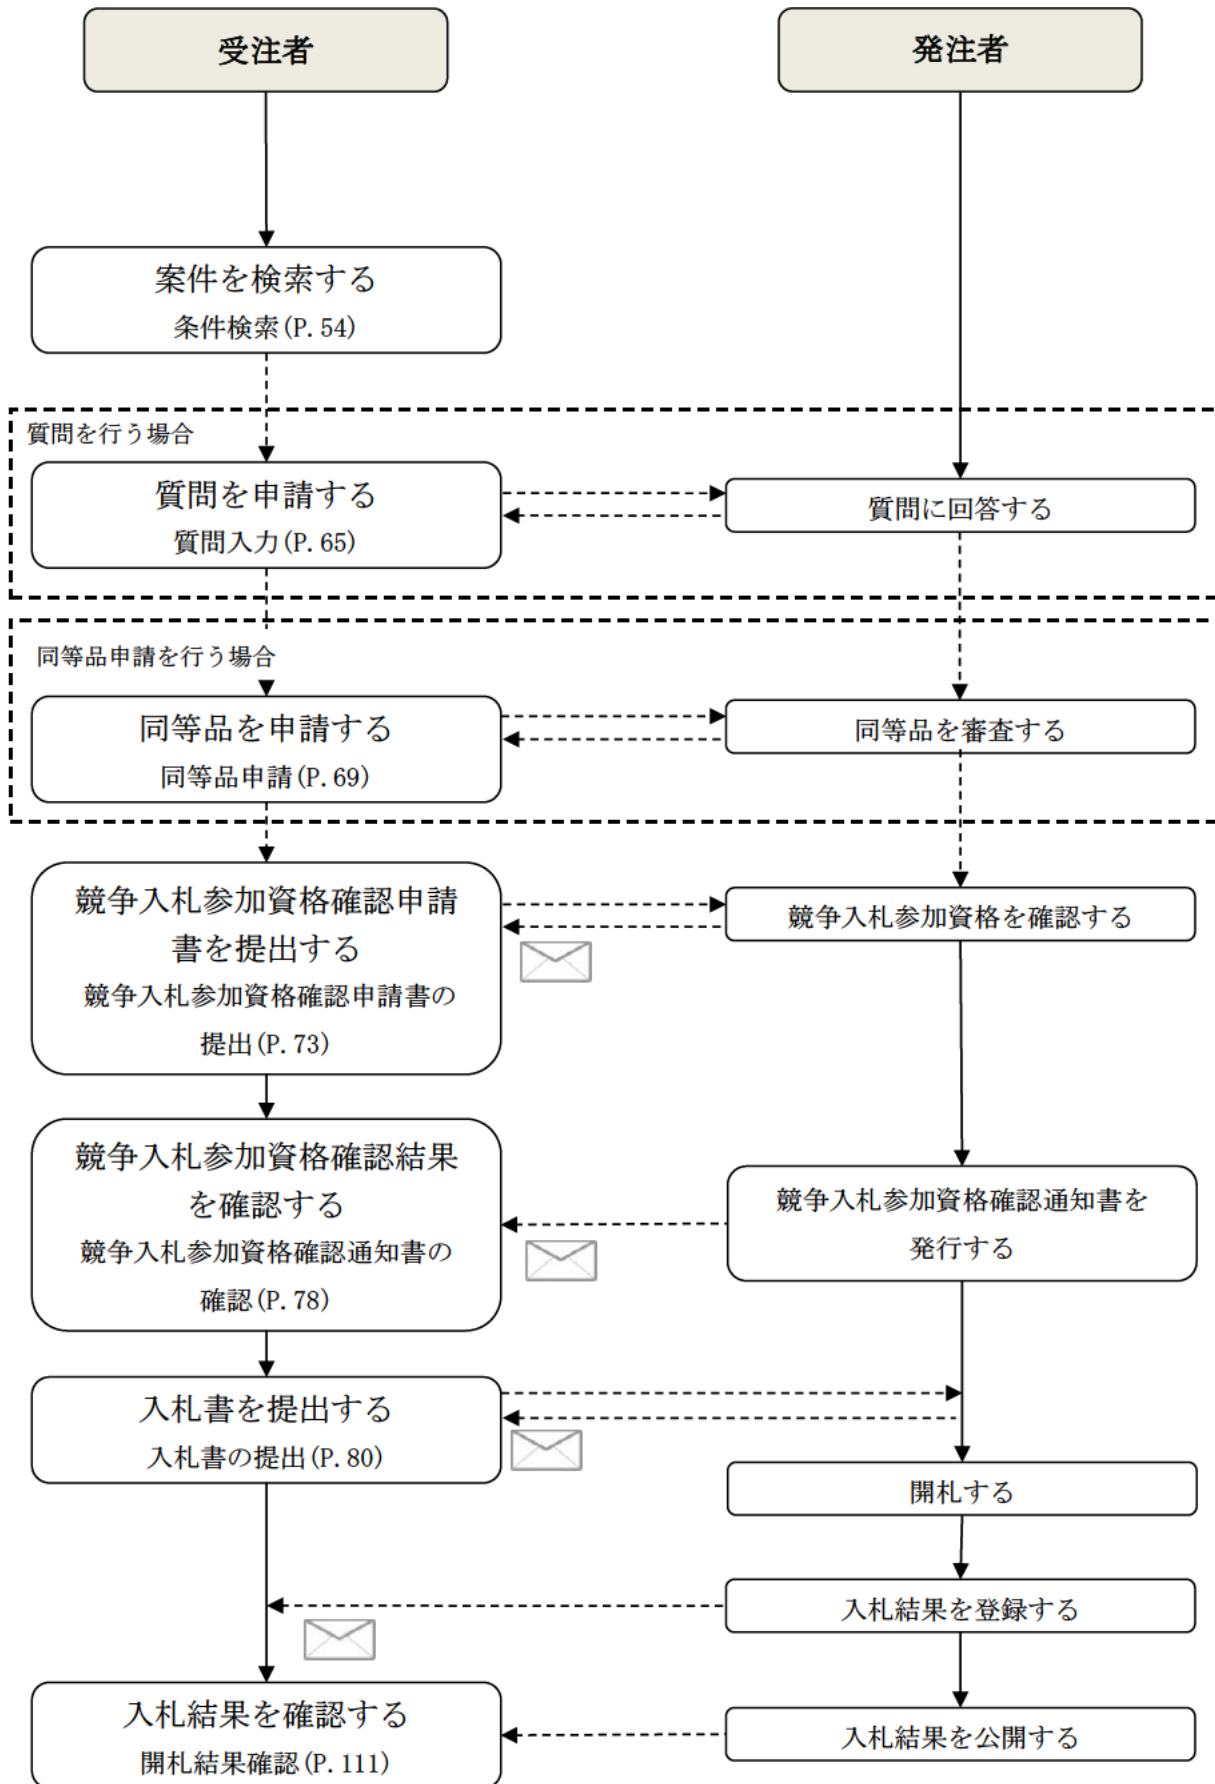 受注者
発注者
案件を検索する
条件検索(P.54)
質問を行う場合
質問を申請する
質問入力(P.65)
質問に回答する
同等品申請を行う場合
同等品を申請する
同等品申請(P.69)
同等品を審査する
競争入札参加資格確認申請
書を提出する
競争入札参加資格確認申請書の
提出(P.73)
競争入札参加資格を確認する
競争入札参加資格確認結果
を確認する
競争入札参加資格確認通知書の
確認(P.78)
競争入札参加資格確認通知書を
発行する
入札書を提出する
入札書の提出(P.80)
開札する
入札結果を登録する
入札結果を確認する
開札結果確認(P.111)
入札結果を公開する